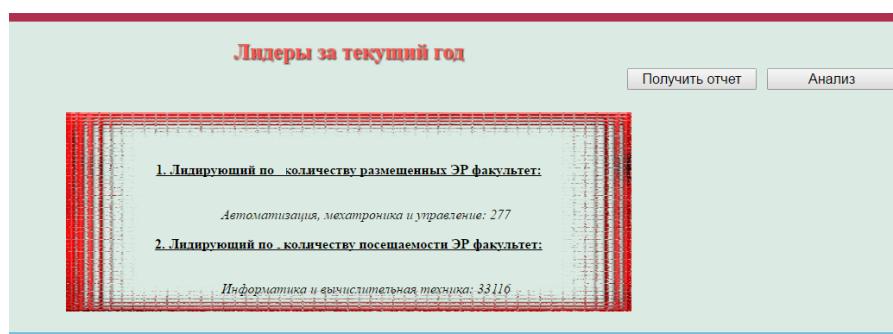 Лидеры за текущий год
Получить отчет Анализ
1. Лидирующий по количеству размещенных ЭР факультет:
Автоматизация, мехатроника и управление: 277
2. Лидирующий по . количеству посещаемости ЭР факультет:
Информатика и вычислительная техника: 33116